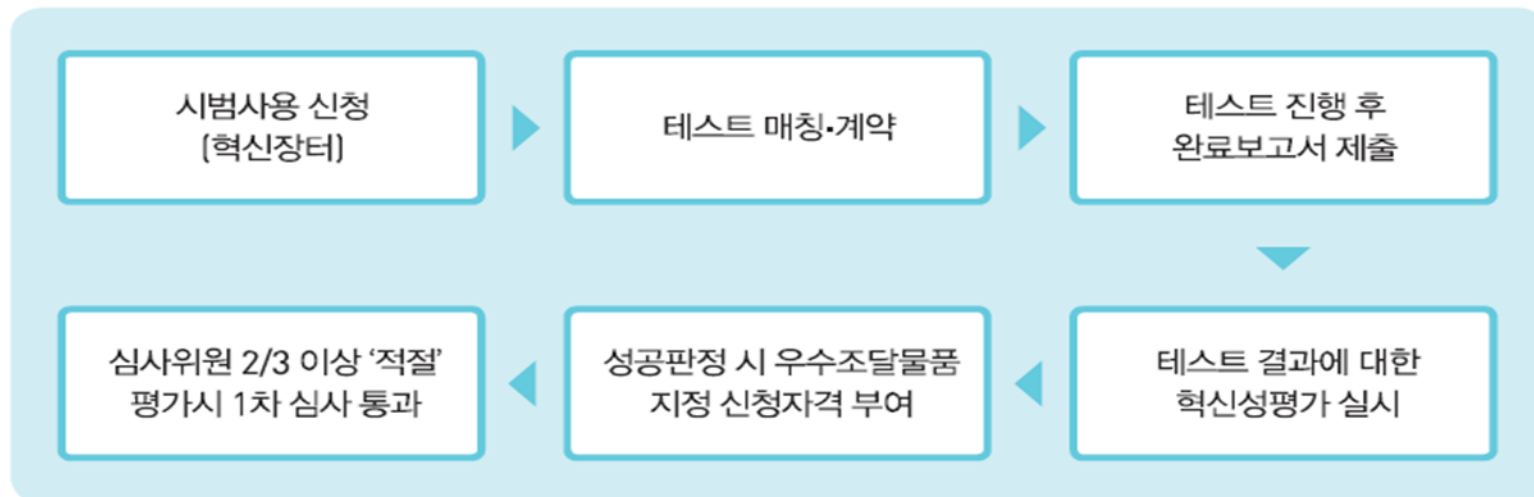 시범사용 신청
(혁신장터)
테스트 매칭·계약
테스트 진행 후
완료보고서 제출
테스트 결과에 대한
혁신성평가 실시
성공판정 시 우수조달물품
지정 신청자격 부여
심사위원 2/3 이상 ‘적절’
평가시 1차 심사 통과